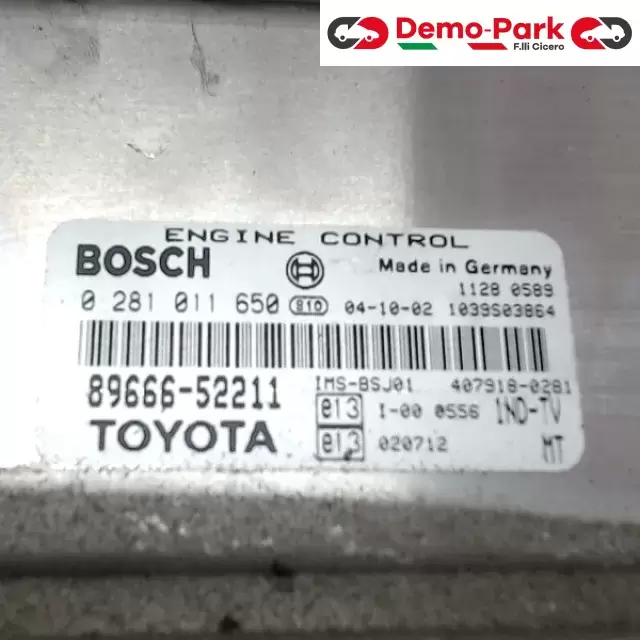 Demo-Park
F.lli Cicero
ENGINE CONTROL
BOSCH Made in Germany
1128 0589
0 281 011 650 S10 04-10-02 1039S03864
89666-52211 IMS-BSJ01 407918-0281
e13 I-00 0556 1ND-TV
TOYOTA e13 020712 MT